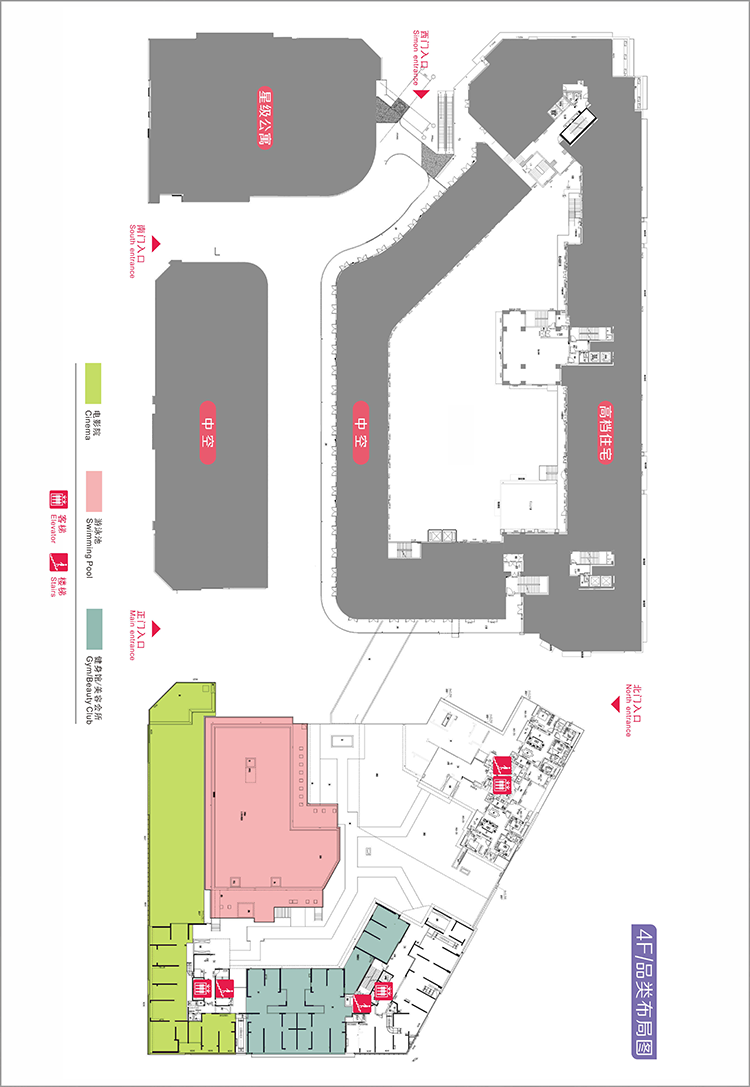 4F/品类布局图
北门入口
North entrance
高档住宅
西门入口
Simon entrance
中空
星级公寓
中空
南门入口
South entrance
正门入口
Main entrance
电影院
Cinema
游泳池
Swimming Pool
健身馆/美容会所
Gym/Beauty Club
客梯
Elevator
楼梯
Stairs